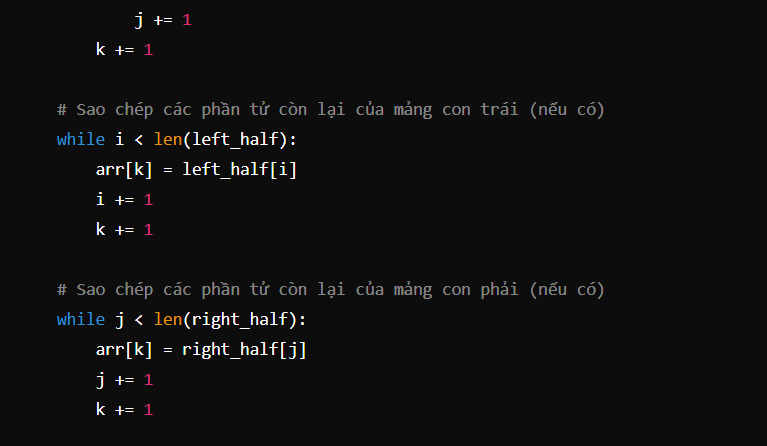 j += 1
k += 1
# Sao chép các phần tử còn lại của mảng con trái (nếu có)
while i < len(left_half):
arr[k] = left_half[i]
i += 1
k += 1
# Sao chép các phần tử còn lại của mảng con phải (nếu có)
while j < len(right_half):
arr[k] = right_half[j]
j += 1
k += 1